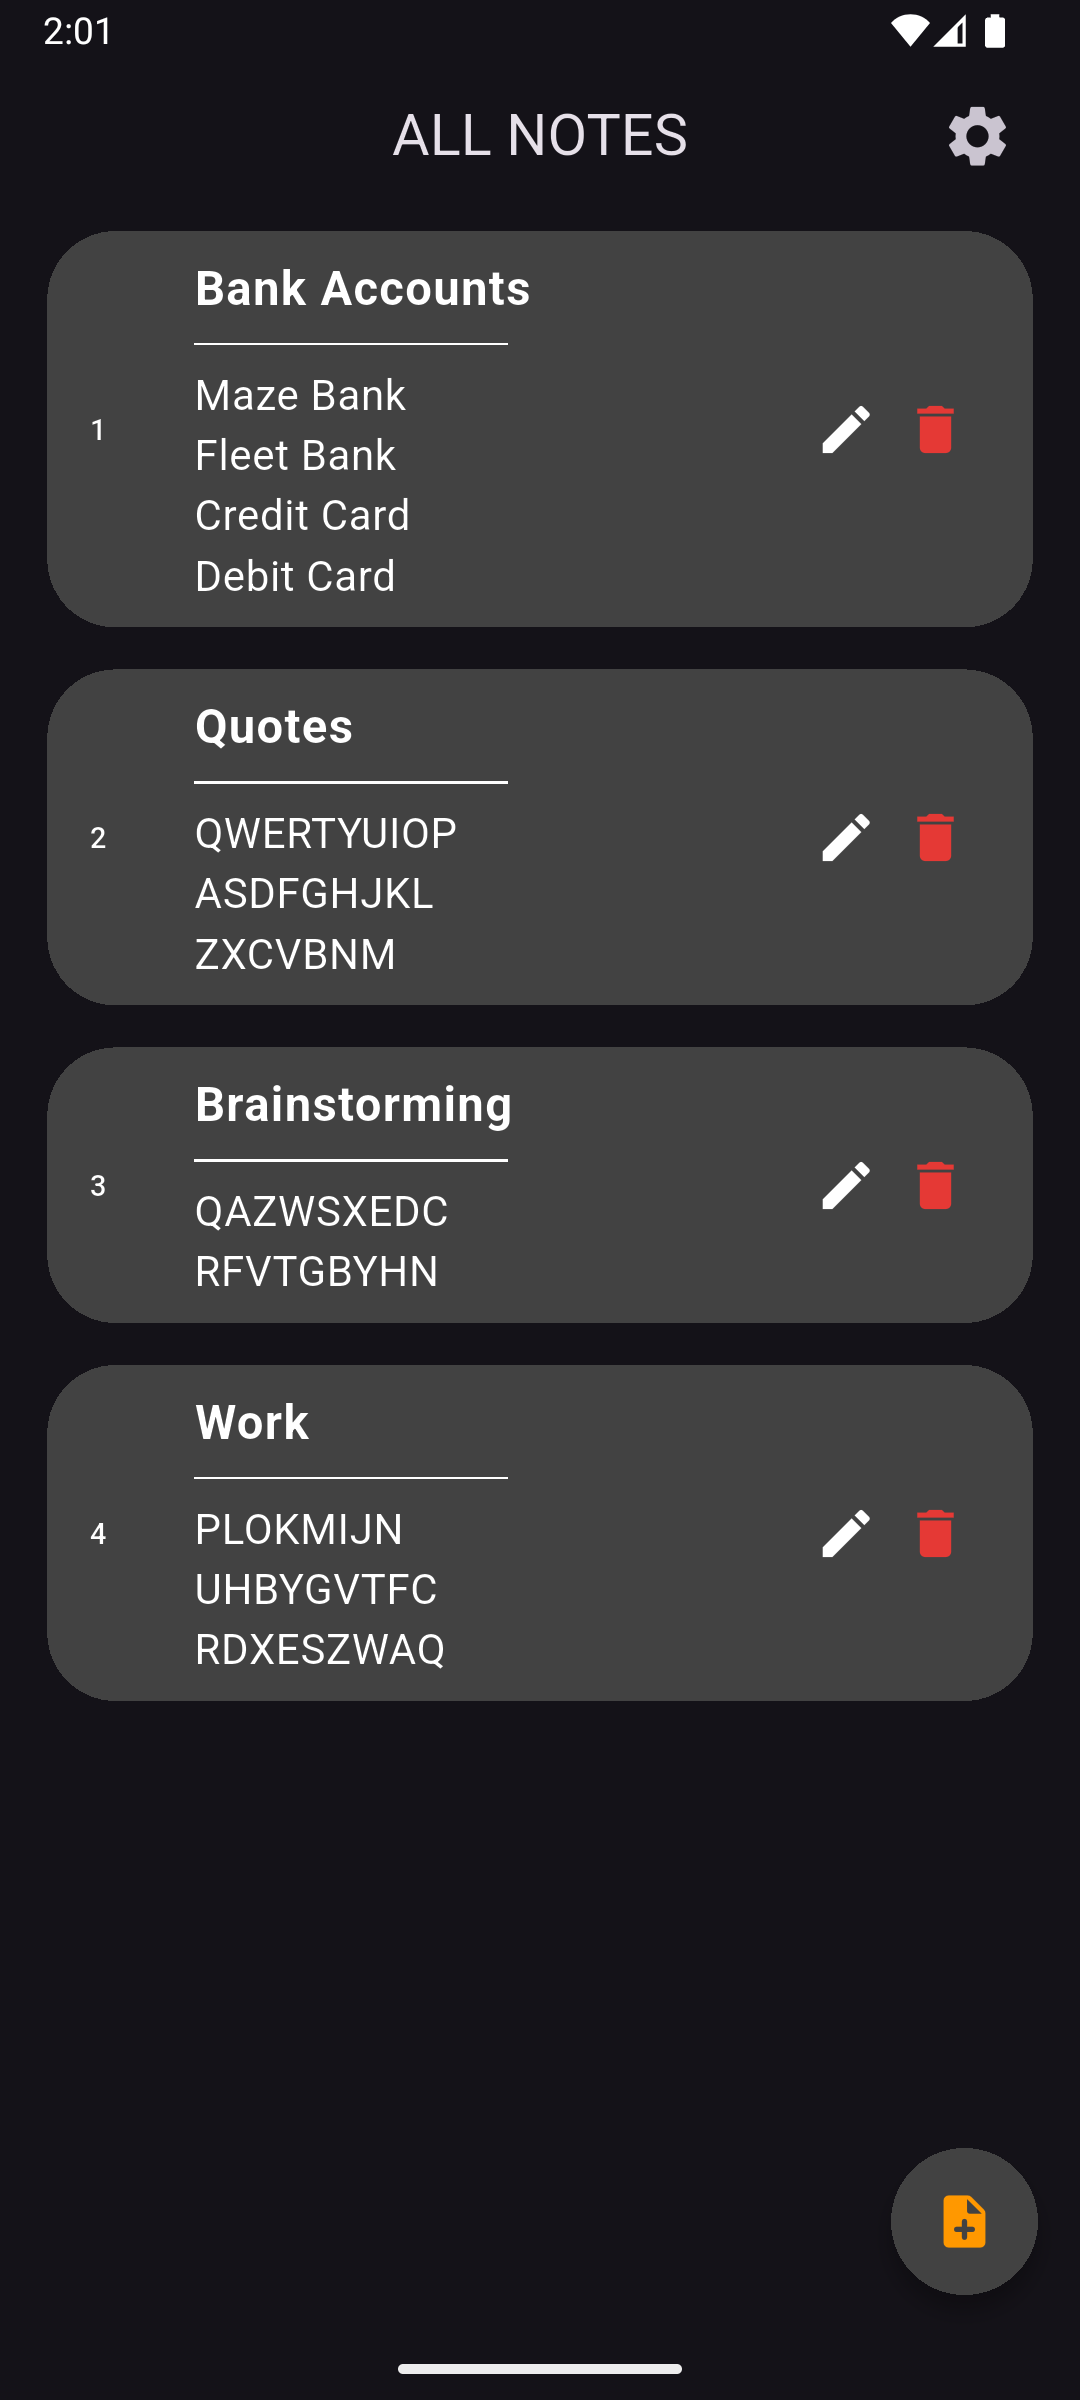 2:01
ALL NOTES
Bank Accounts
1
Maze Bank
Fleet Bank
Credit Card
Debit Card
Quotes
2
QWERTYUIOP
ASDFGHJKL
ZXCVBNM
Brainstorming
3
QAZWSXEDC
RFVTGBYHN
Work
4
PLOKMIJN
UHBYGVTFC
RDXESZWAQ